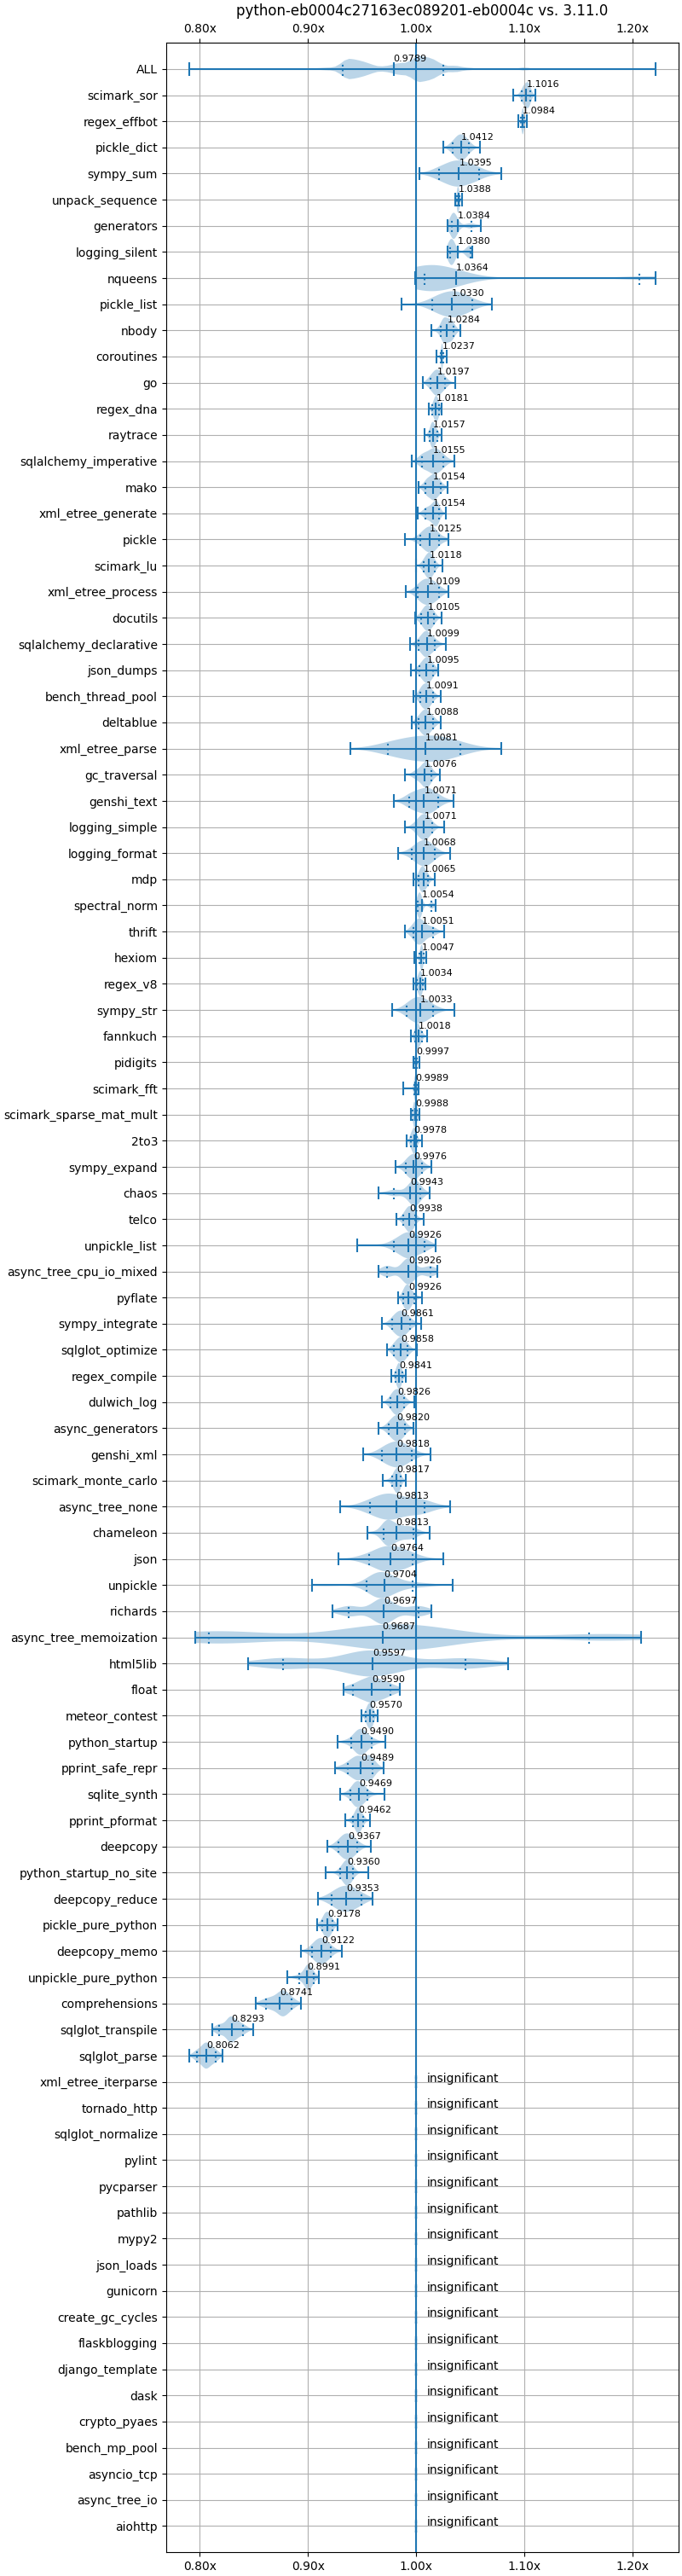 python-eb0004c27163ec089201-eb0004c vs. 3.11.0
0.80x 0.90x 1.00x 1.10x 1.20x
ALL 0.9789
scimark_sor 1.1016
regex_effbot 1.0984
pickle_dict 1.0412
sympy_sum 1.0395
unpack_sequence 1.0388
generators 1.0384
logging_silent 1.0380
nqueens 1.0364
pickle_list 1.0330
nbody 1.0284
coroutines 1.0237
go 1.0197
regex_dna 1.0181
raytrace 1.0157
sqlalchemy_imperative 1.0155
mako 1.0154
xml_etree_generate 1.0154
pickle 1.0125
scimark_lu 1.0118
xml_etree_process 1.0109
docutils 1.0105
sqlalchemy_declarative 1.0099
json_dumps 1.0095
bench_thread_pool 1.0091
deltablue 1.0088
xml_etree_parse 1.0081
gc_traversal 1.0076
genshi_text 1.0071
logging_simple 1.0071
logging_format 1.0068
mdp 1.0065
spectral_norm 1.0054
thrift 1.0051
hexiom 1.0047
regex_v8 1.0034
sympy_str 1.0033
fannkuch 1.0018
pidigits 0.9997
scimark_fft 0.9989
scimark_sparse_mat_mult 0.9988
2to3 0.9978
sympy_expand 0.9976
chaos 0.9943
telco 0.9938
unpickle_list 0.9926
async_tree_cpu_io_mixed 0.9926
pyflate 0.9926
sympy_integrate 0.9861
sqlglot_optimize 0.9858
regex_compile 0.9841
dulwich_log 0.9826
async_generators 0.9820
genshi_xml 0.9818
scimark_monte_carlo 0.9817
async_tree_none 0.9813
chameleon 0.9813
json 0.9764
unpickle 0.9704
richards 0.9697
async_tree_memoization 0.9687
html5lib 0.9597
float 0.9590
meteor_contest 0.9570
python_startup 0.9490
pprint_safe_repr 0.9489
sqlite_synth 0.9469
pprint_pformat 0.9462
deepcopy 0.9367
python_startup_no_site 0.9360
deepcopy_reduce 0.9353
pickle_pure_python 0.9178
deepcopy_memo 0.9122
unpickle_pure_python 0.8991
comprehensions 0.8741
sqlglot_transpile 0.8293
sqlglot_parse 0.8062
xml_etree_iterparse insignificant
tornado_http insignificant
sqlglot_normalize insignificant
pylint insignificant
pycparser insignificant
pathlib insignificant
mypy2 insignificant
json_loads insignificant
gunicorn insignificant
create_gc_cycles insignificant
flaskblogging insignificant
django_template insignificant
dask insignificant
crypto_pyaes insignificant
bench_mp_pool insignificant
asyncio_tcp insignificant
async_tree_io insignificant
aiohttp insignificant
0.80x 0.90x 1.00x 1.10x 1.20x